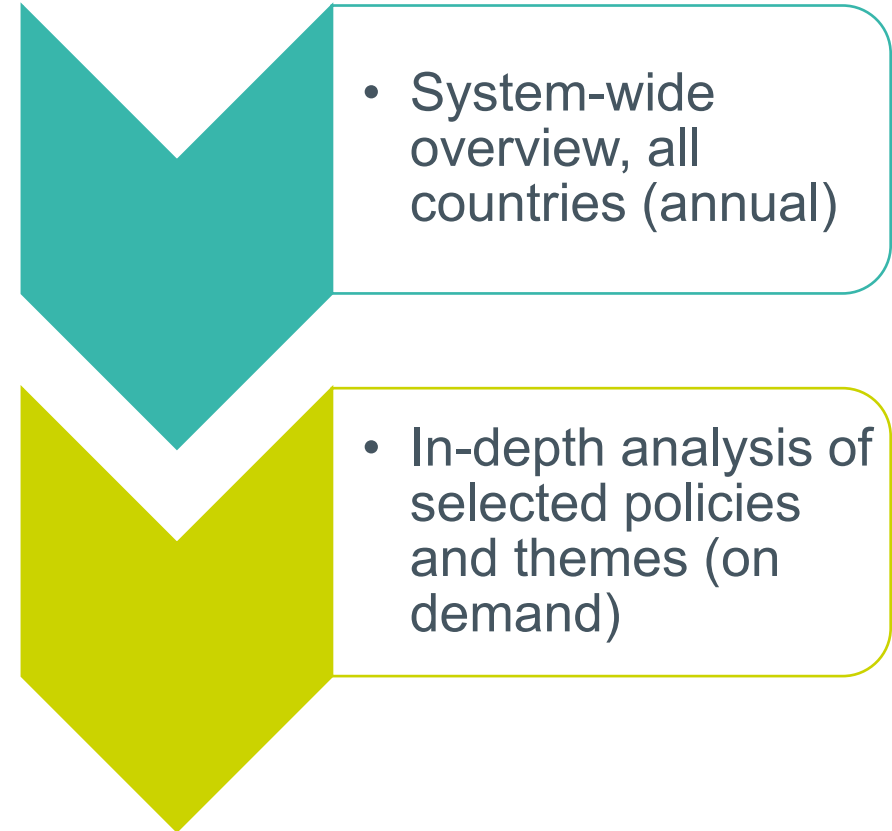 • System-wide
overview, all
countries (annual)
• In-depth analysis of
selected policies
and themes (on
demand)